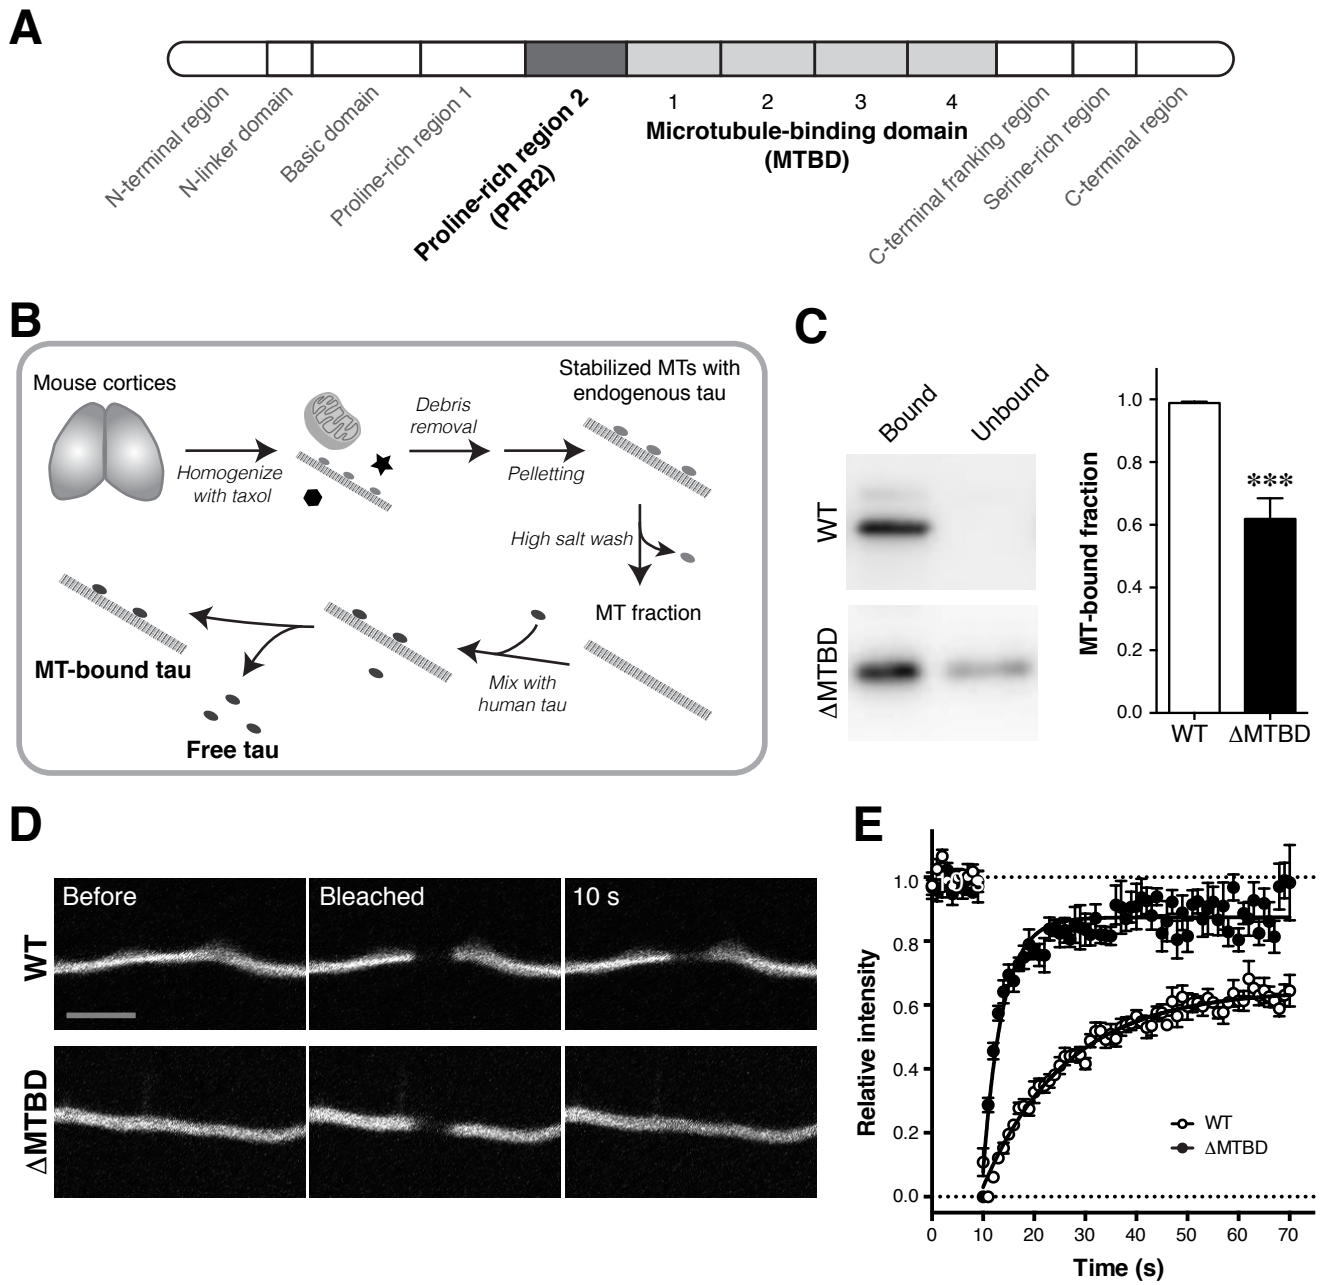 A
N-terminal region
N-linker domain
Basic domain
Proline-rich region 1
Proline-rich region 2
(PRR2)
1 2 3 4
Microtubule-binding domain
(MTBD)
C-terminal franking region
Serine-rich region
C-terminal region
B
Mouse cortices
Homogenize
with taxol
Debris
removal
Pelletting
Stabilized MTs with
endogenous tau
High salt wash
MT fraction
Mix with
human tau
MT-bound tau
Free tau
C
Bound
Unbound
WT
ΔMTBD
MT-bound fraction
1.0
0.8
0.6
0.4
0.2
0.0
***
WT ΔMTBD
D
Before
Bleached
10 s
WT
ΔMTBD
E
Relative intensity
1.0
0.8
0.6
0.4
0.2
0.0
WT
ΔMTBD
0 10 20 30 40 50 60 70
Time (s)